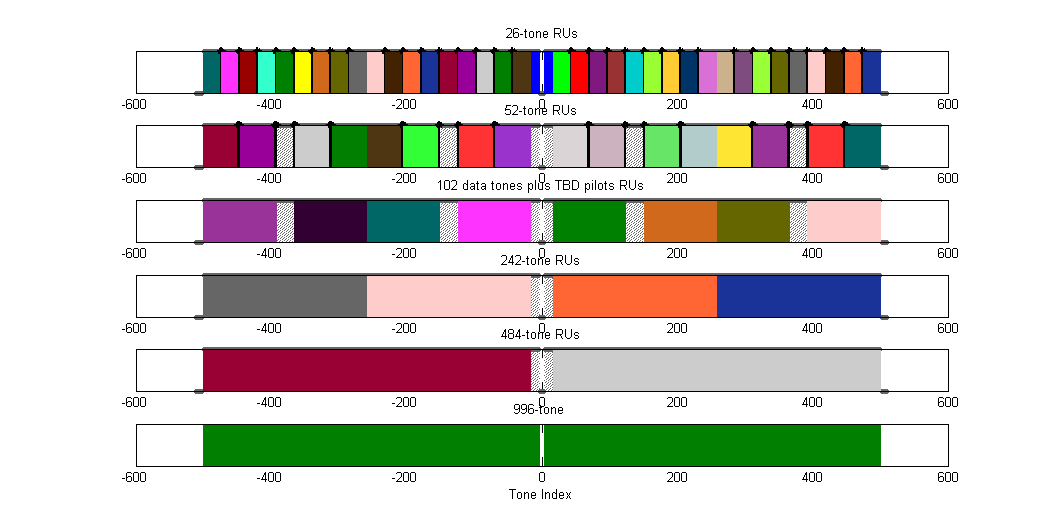 26-tone RUs
-600 -400 -200 0 200 400 600
52-tone RUs
-600 -400 -200 0 200 400 600
102 data tones plus TBD pilots RUs
-600 -400 -200 0 200 400 600
242-tone RUs
-600 -400 -200 0 200 400 600
484-tone RUs
-600 -400 -200 0 200 400 600
996-tone
-600 -400 -200 0 200 400 600
Tone Index